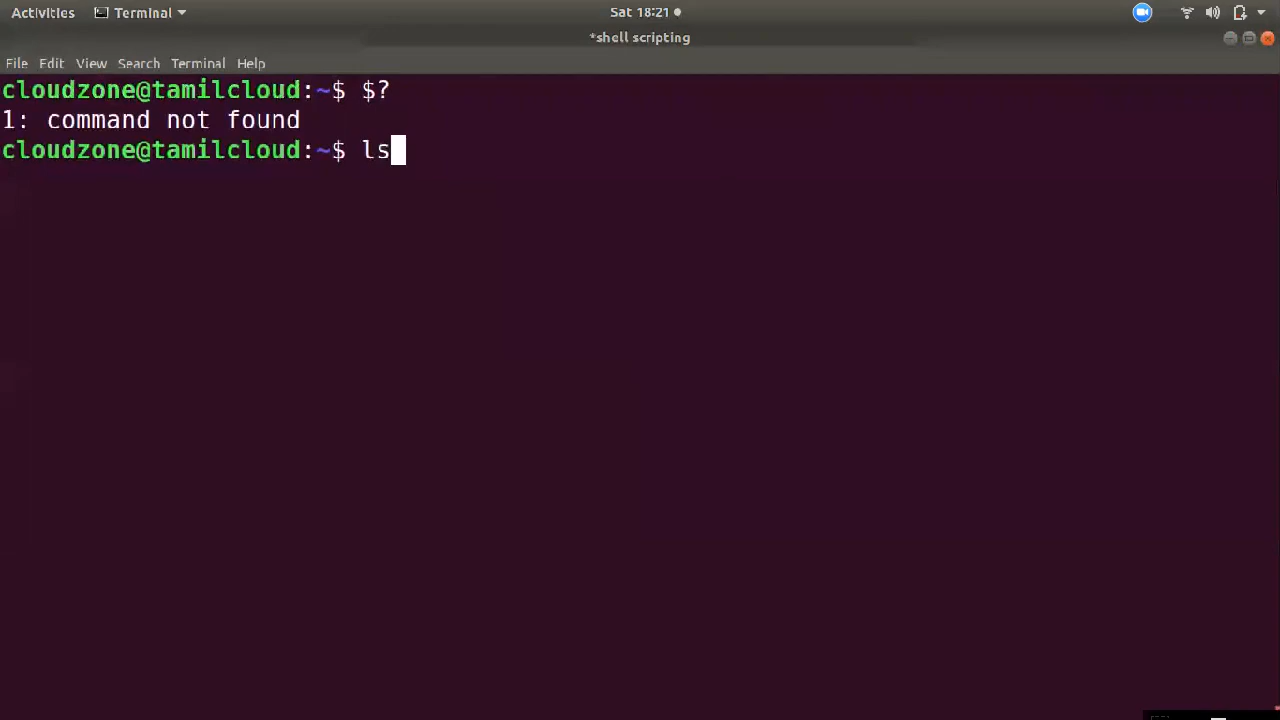 Activities Terminal Sat 18:21
*shell scripting
File Edit View Search Terminal Help
cloudzone@tamilcloud:~$ $?
1: command not found
cloudzone@tamilcloud:~$ ls